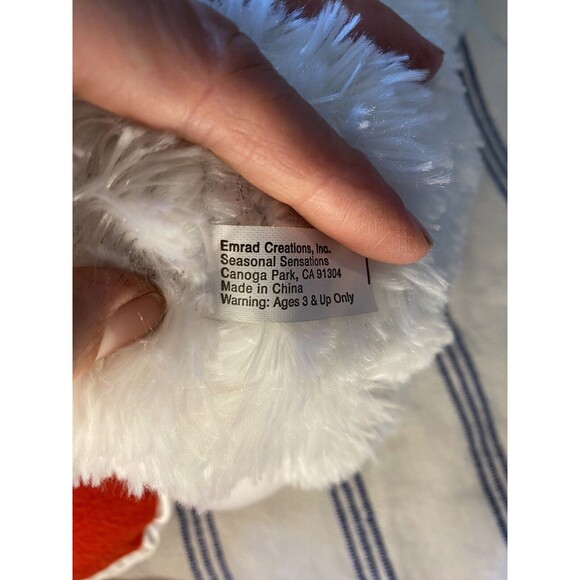 Emrad Creations, Inc.
Seasonal Sensations
Canoga Park, CA 91304
Made in China
Warning: Ages 3 & Up Only